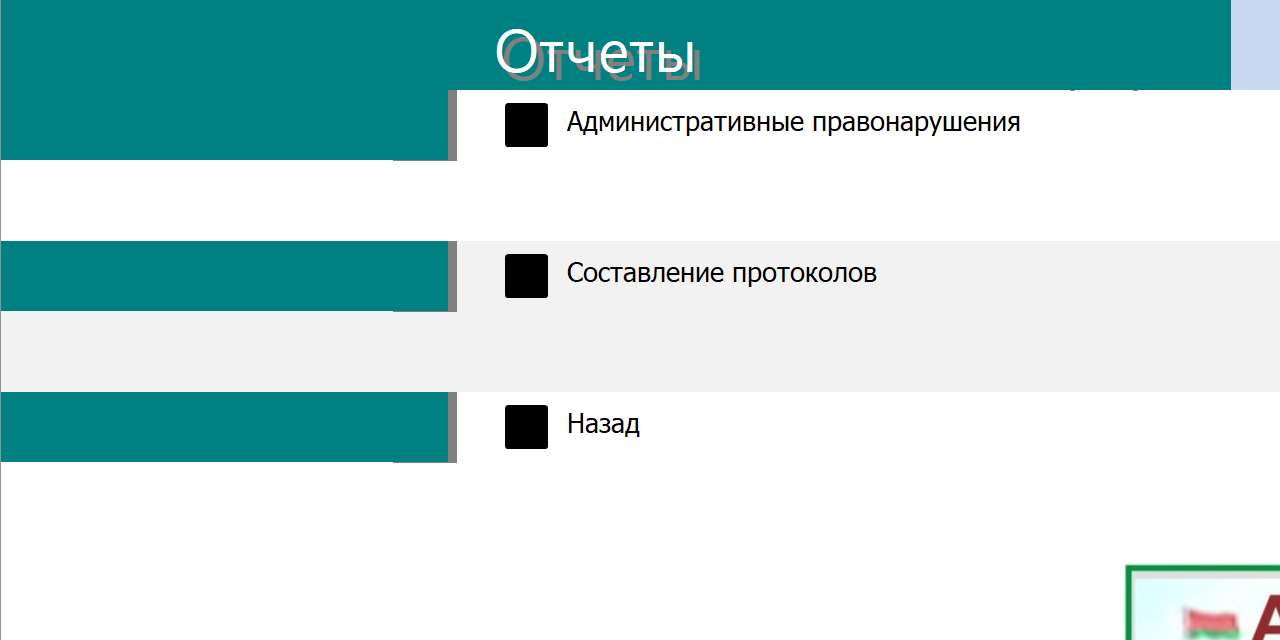 Отчеты
Административные правонарушения
Составление протоколов
Назад